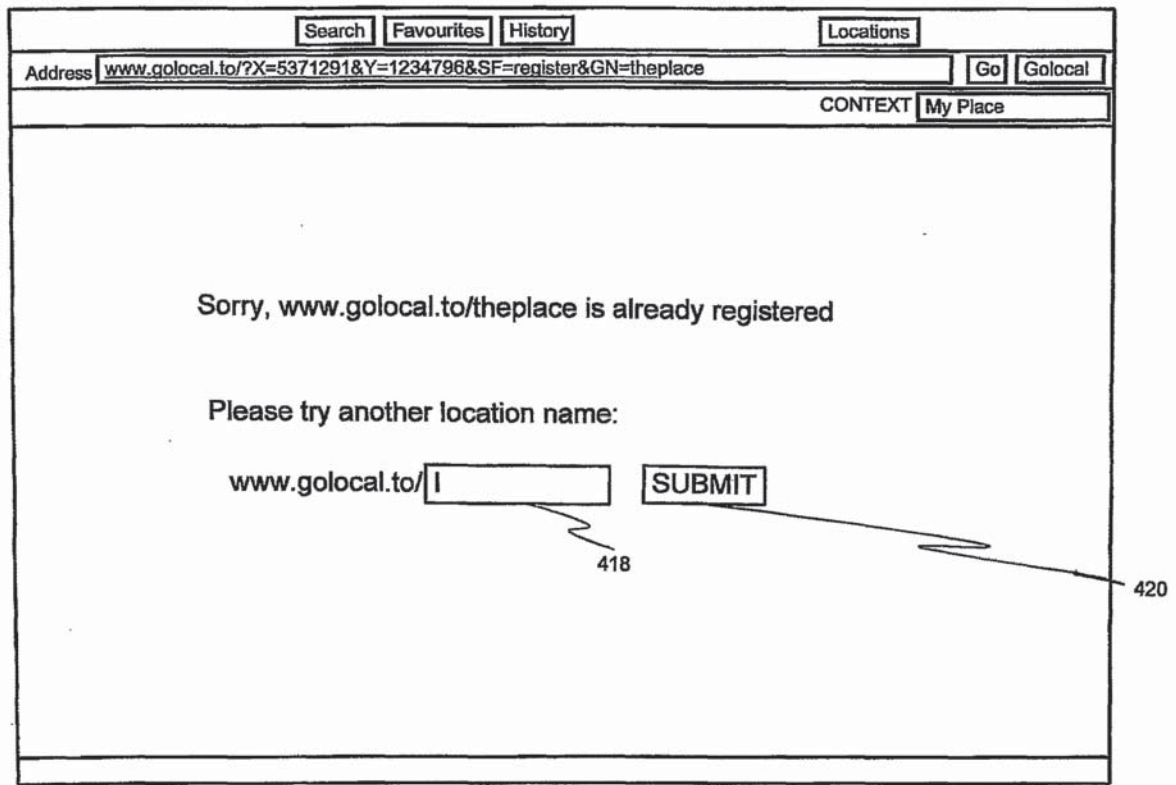 Search Favourites History Locations
Address www.golocal.to/?X=5371291&Y=1234796&SF=register&GN=theplace Go Golocal
CONTEXT My Place
Sorry, www.golocal.to/theplace is already registered
Please try another location name:
www.golocal.to/ SUBMIT
418
420